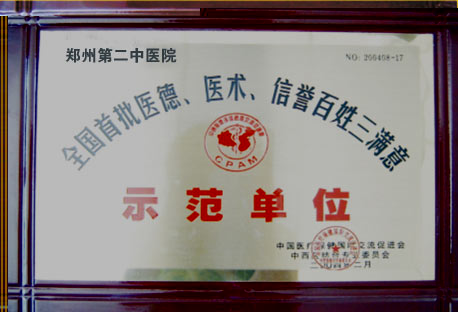 郑州第二中医院
NO: 200408-17
全国首批医德、医术、信誉百姓三满意
CPAM
示范单位
中国医疗保健国际交流促进会
中西医结合专业委员会